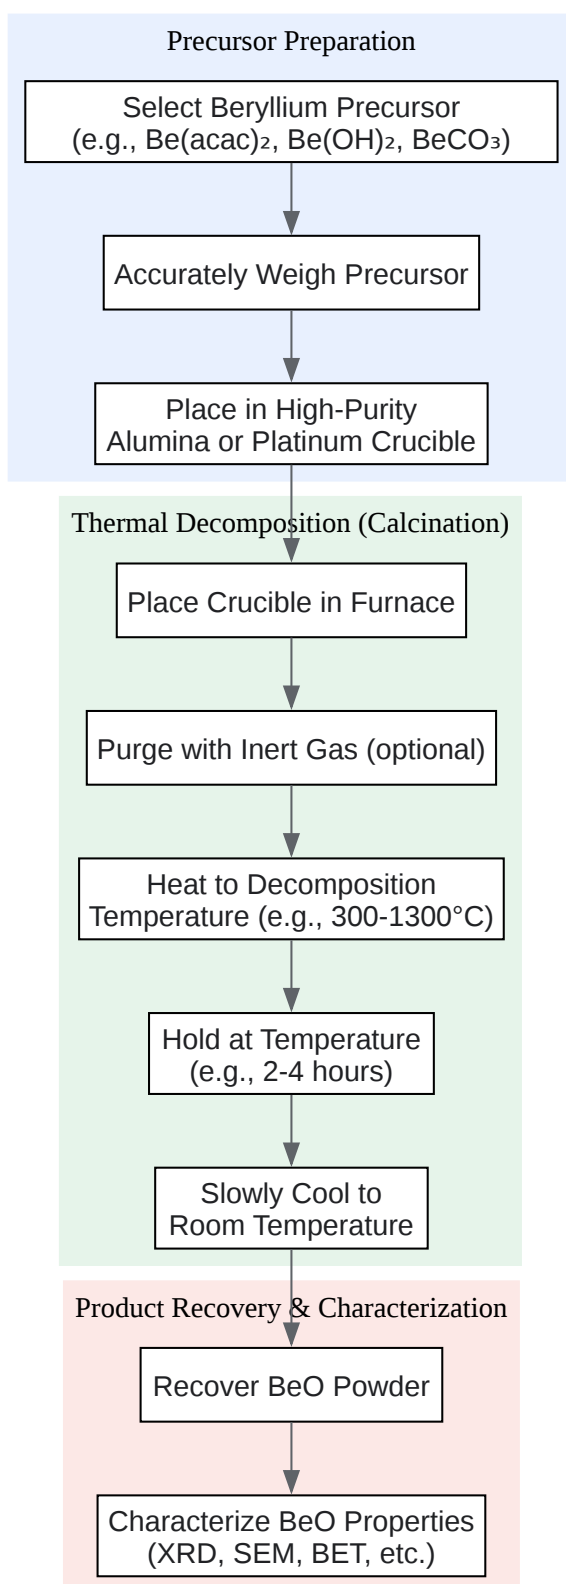 Precursor Preparation
Select Beryllium Precursor
(e.g., Be(acac)₂, Be(OH)₂, BeCO₃)
Accurately Weigh Precursor
Place in High-Purity
Alumina or Platinum Crucible
Thermal Decomposition (Calcination)
Place Crucible in Furnace
Purge with Inert Gas (optional)
Heat to Decomposition
Temperature (e.g., 300-1300°C)
Hold at Temperature
(e.g., 2-4 hours)
Slowly Cool to
Room Temperature
Product Recovery & Characterization
Recover BeO Powder
Characterize BeO Properties
(XRD, SEM, BET, etc.)